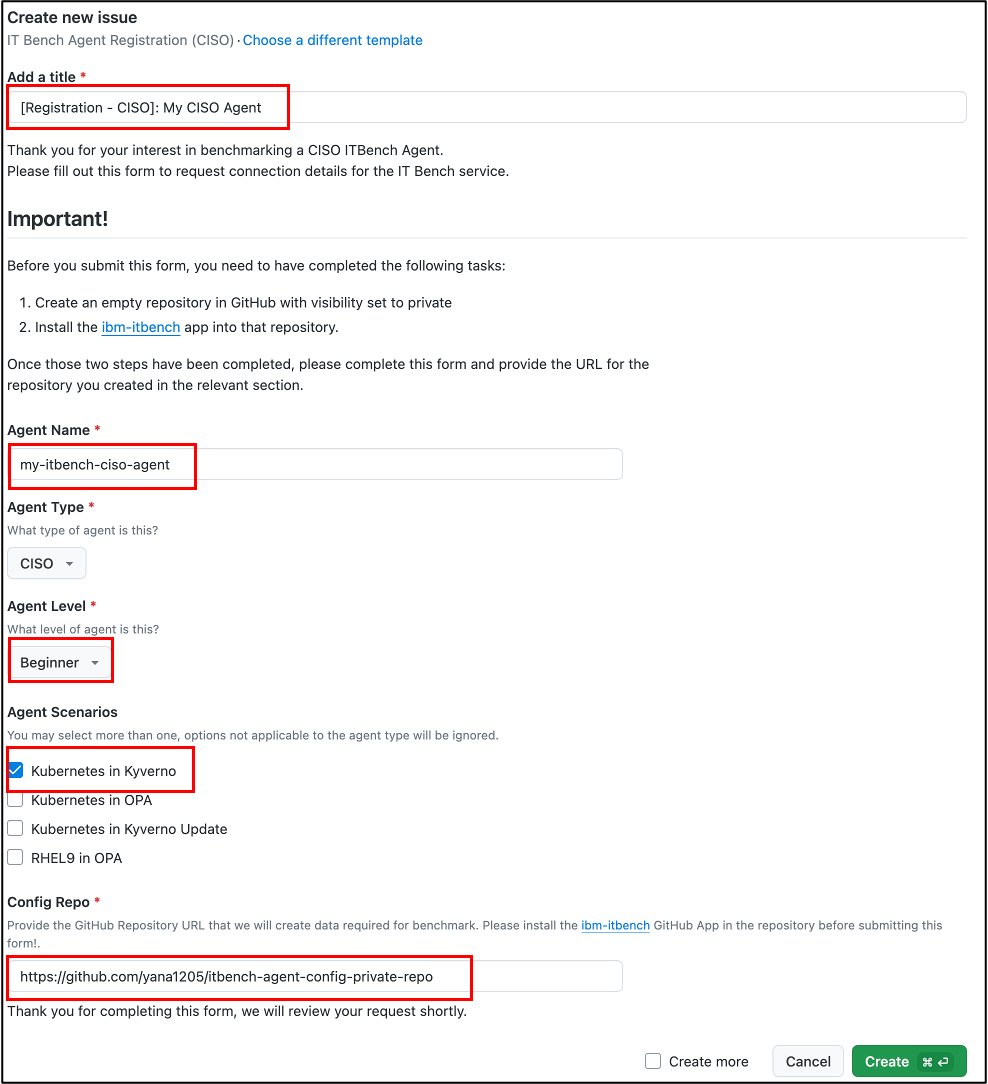 Create new issue
IT Bench Agent Registration (CISO) · Choose a different template
Add a title *
[Registration - CISO]: My CISO Agent
Thank you for your interest in benchmarking a CISO ITBench Agent.
Please fill out this form to request connection details for the IT Bench service.
Important!
Before you submit this form, you need to have completed the following tasks:
1. Create an empty repository in GitHub with visibility set to private
2. Install the ibm-itbench app into that repository.
Once those two steps have been completed, please complete this form and provide the URL for the
repository you created in the relevant section.
Agent Name *
my-itbench-ciso-agent
Agent Type *
What type of agent is this?
CISO
Agent Level *
What level of agent is this?
Beginner
Agent Scenarios
You may select more than one, options not applicable to the agent type will be ignored.
Kubernetes in Kyverno
Kubernetes in OPA
Kubernetes in Kyverno Update
RHEL9 in OPA
Config Repo *
Provide the GitHub Repository URL that we will create data required for benchmark. Please install the ibm-itbench GitHub App in the repository before submitting this
form!.
https://github.com/yana1205/itbench-agent-config-private-repo
Thank you for completing this form, we will review your request shortly.
Create more Cancel Create ⌘ ⏎